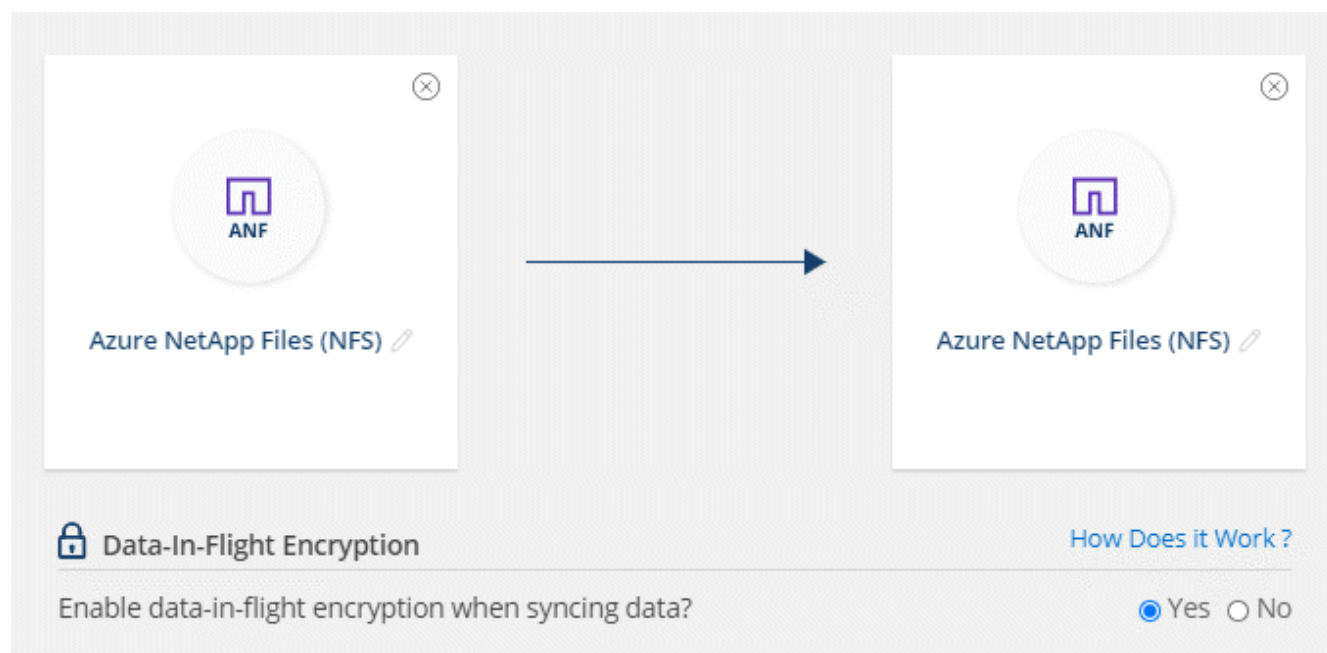 ANF
ANF
Azure NetApp Files (NFS)
Azure NetApp Files (NFS)
Data-In-Flight Encryption
How Does it Work ?
Enable data-in-flight encryption when syncing data?
Yes No